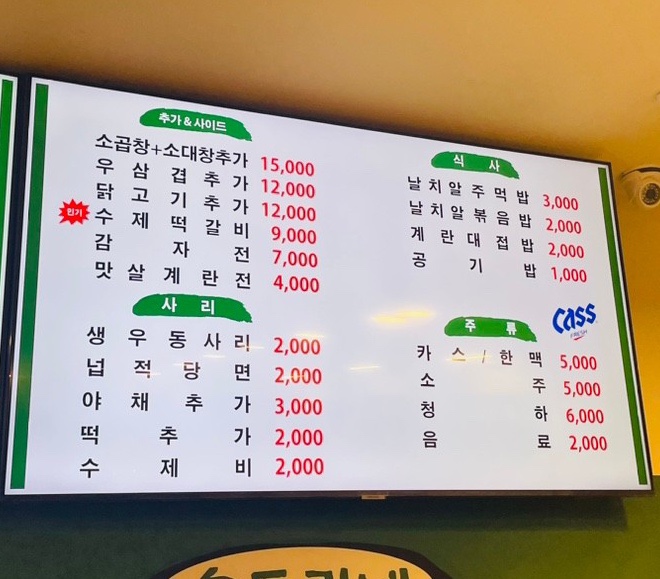 추가&사이드
소곱창+소대창추가 15,000
우삼겹추가 12,000
닭고기추가 12,000
인기 수제떡갈비 9,000
감자전 7,000
맛살계란전 4,000
사리
생우동사리 2,000
넙적당면 2,000
야채추가 3,000
떡추가 2,000
수제비 2,000
식사
날치알주먹밥 3,000
날치알볶음밥 2,000
계란대접밥 2,000
공기밥 1,000
Cass
FRESH
주류
카스/한맥 5,000
소주 5,000
청하 6,000
음료 2,000